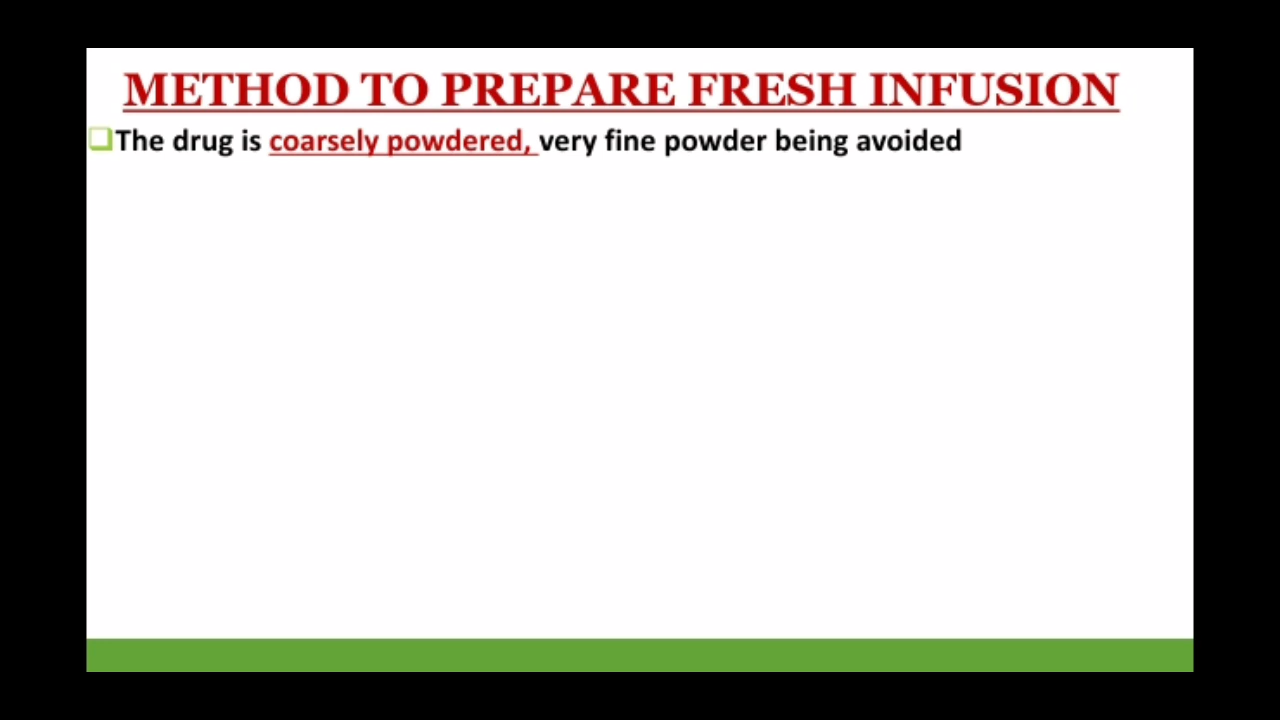 METHOD TO PREPARE FRESH INFUSION
The drug is coarsely powdered, very fine powder being avoided